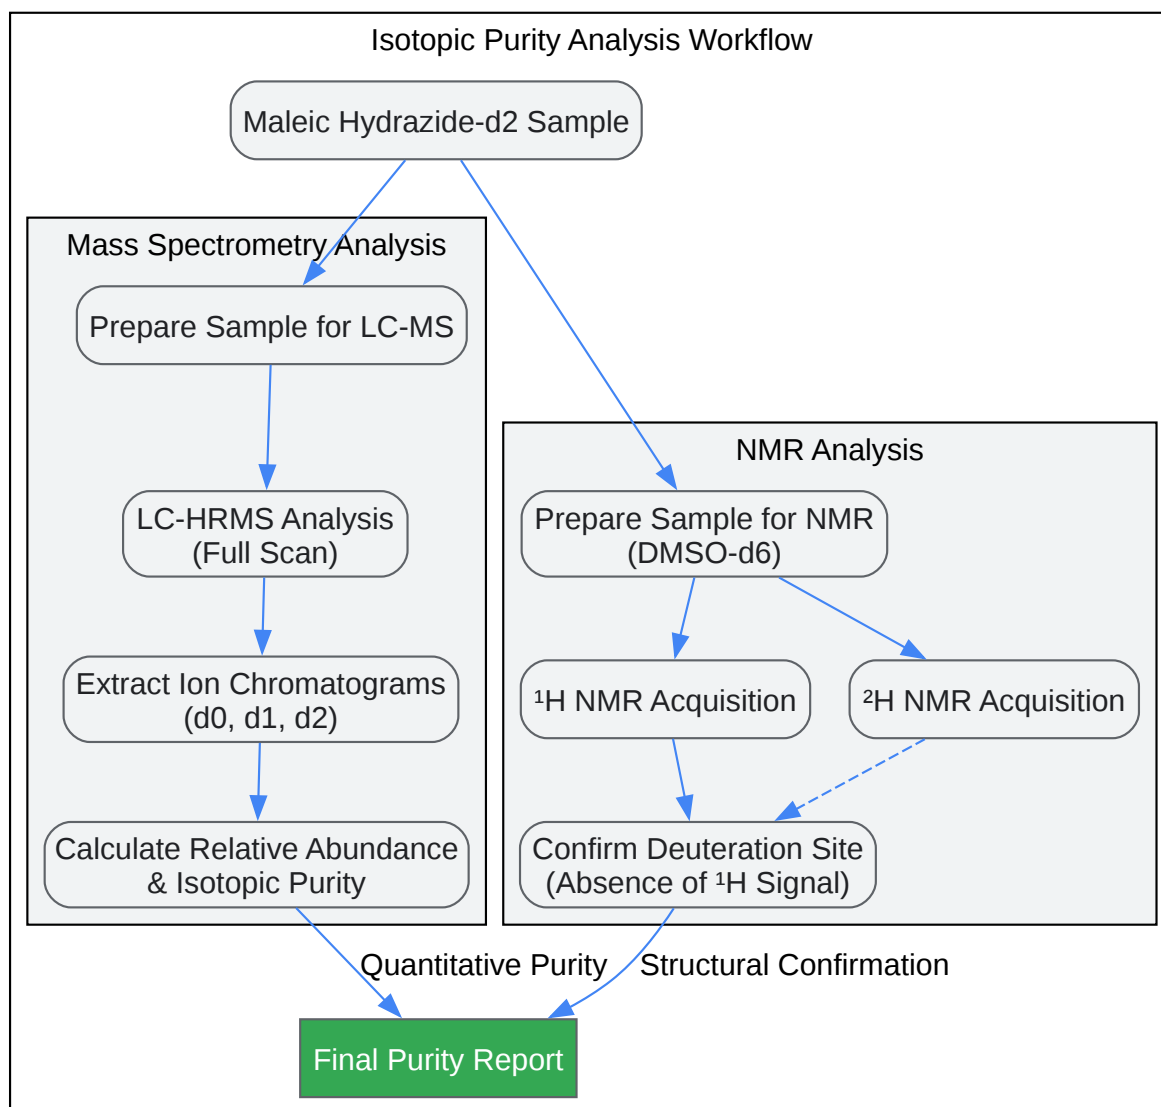 Isotopic Purity Analysis Workflow
Maleic Hydrazide-d2 Sample
Mass Spectrometry Analysis
Prepare Sample for LC-MS
LC-HRMS Analysis
(Full Scan)
Extract Ion Chromatograms
(d0, d1, d2)
Calculate Relative Abundance
& Isotopic Purity
NMR Analysis
Prepare Sample for NMR
(DMSO-d6)
¹H NMR Acquisition
²H NMR Acquisition
Confirm Deuteration Site
(Absence of ¹H Signal)
Quantitative Purity
Structural Confirmation
Final Purity Report